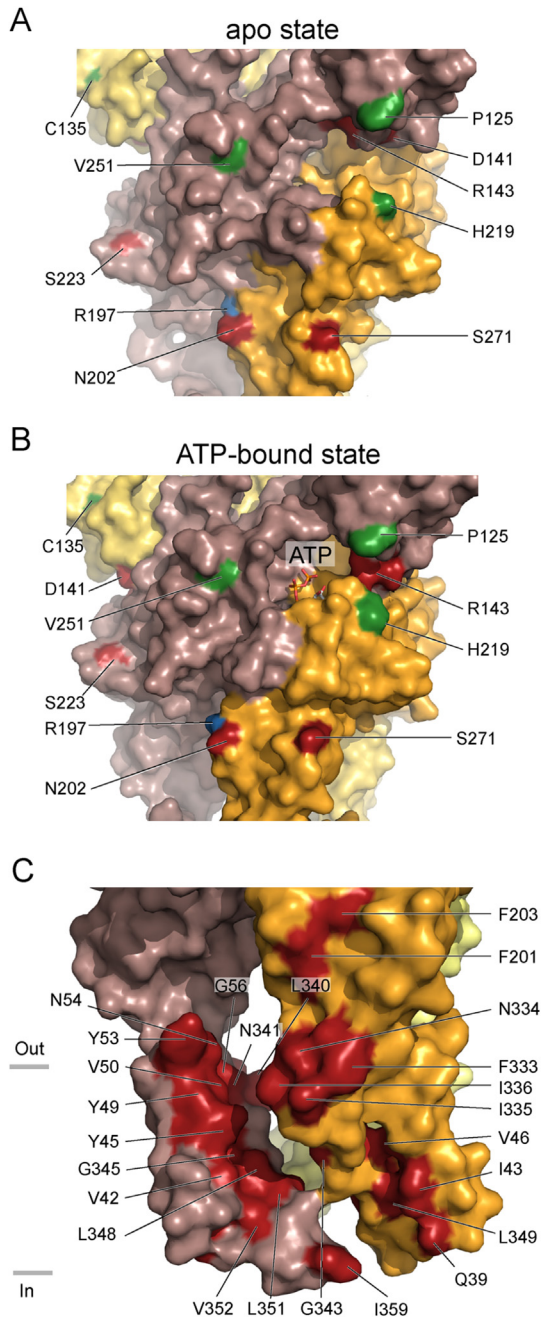 A
apo state
C135
P125
V251
D141
R143
H219
S223
R197
S271
N202
B
ATP-bound state
C135
P125
ATP
D141
R143
V251
H219
S223
R197
S271
N202
C
F203
F201
G56
L340
N54
N334
N341
Y53
Out
V50
F333
I336
Y49
I335
Y45
V46
G345
I43
V42
L348
L349
In
Q39
V352
L351
G343
I359